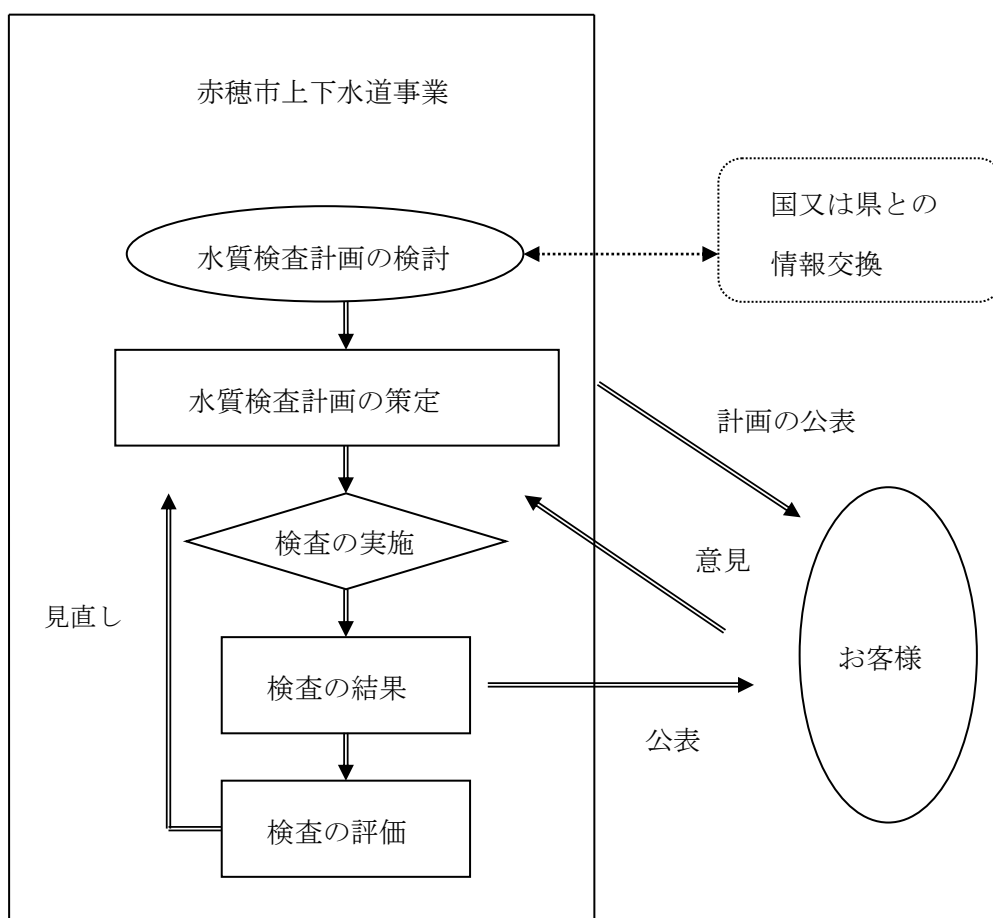 赤穂市上下水道事業
国又は県との
情報交換
水質検査計画の検討
水質検査計画の策定
計画の公表
検査の実施
意見
見直し
お客様
検査の結果
公表
検査の評価